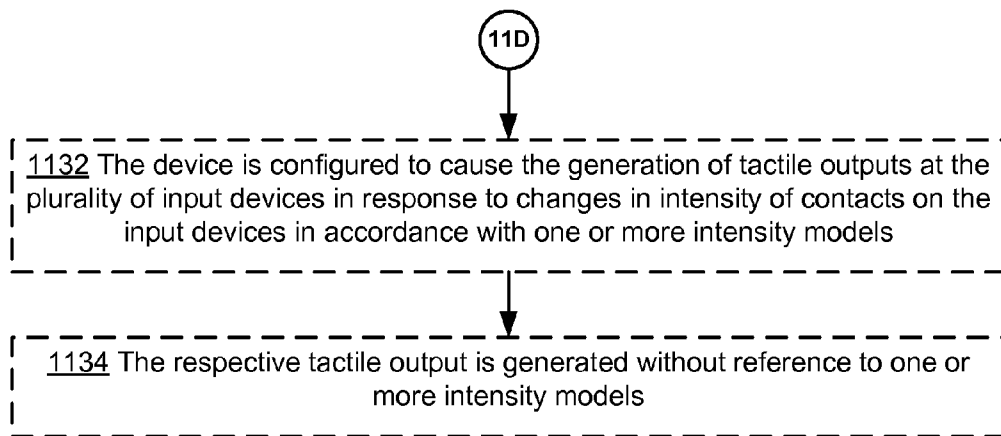 11D
1132 The device is configured to cause the generation of tactile outputs at the
plurality of input devices in response to changes in intensity of contacts on the
input devices in accordance with one or more intensity models
1134 The respective tactile output is generated without reference to one or
more intensity models